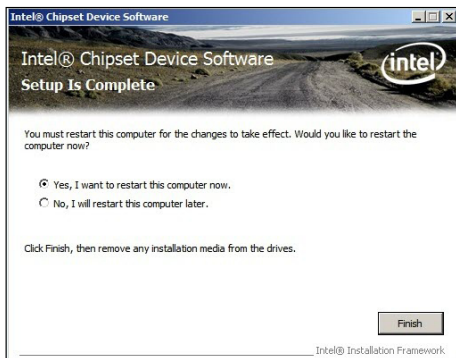 Intel® Chipset Device Software
Intel® Chipset Device Software
intel
Setup Is Complete
You must restart this computer for the changes to take effect. Would you like to restart the
computer now?
Yes, I want to restart this computer now.
No, I will restart this computer later.
Click Finish, then remove any installation media from the drives.
Finish
Intel® Installation Framework